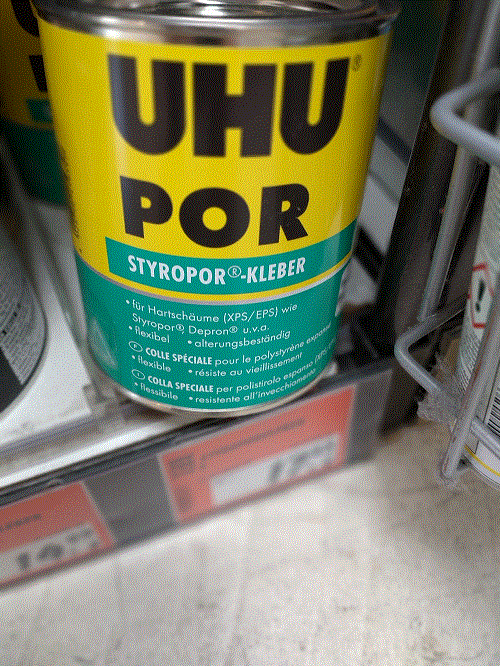 UHU®
POR
STYROPOR®-KLEBER
• für Hartschäume (XPS/EPS) wie
Styropor® Depron® u.v.a.
• flexibel • alterungsbeständig
COLLE SPÉCIALE pour le polystyrène expansé
• flexible • résiste au vieillissement
COLLA SPECIALE per polistirolo espanso
• flessibile • resistente all'invecchiamento